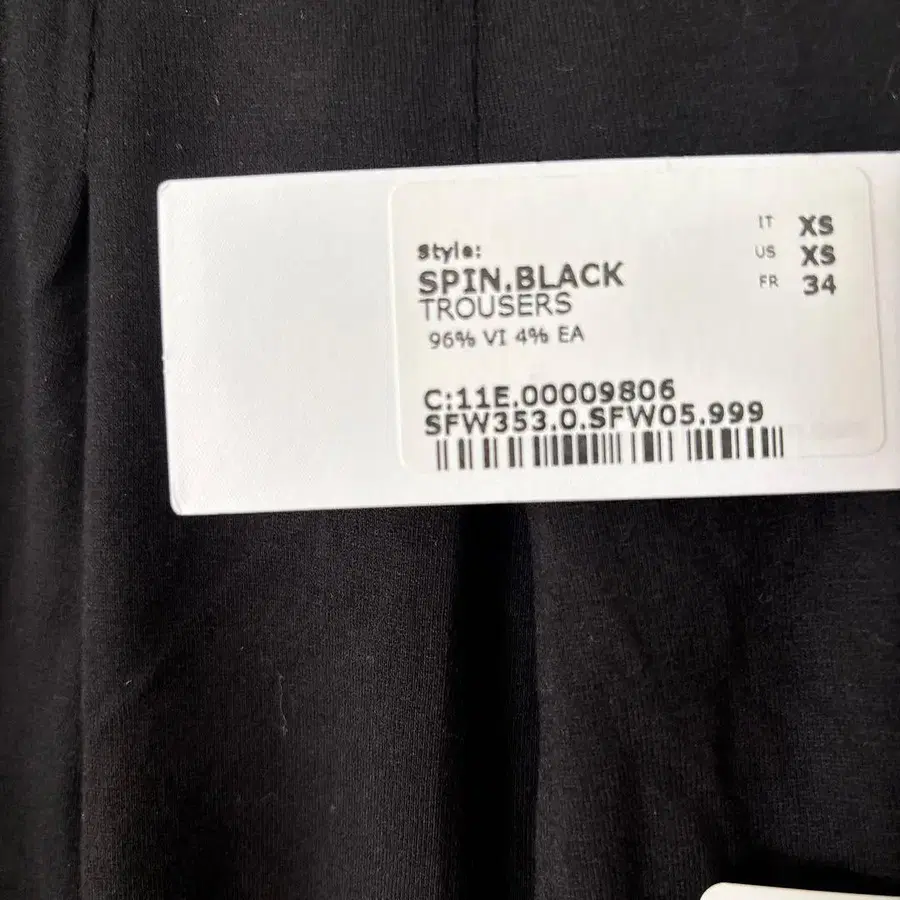 Style:
SPIN.BLACK
TROUSERS
96% VI 4% EA
IT XS
US XS
FR 34
C:11E.00009806
SFW353.0.SFW05.999